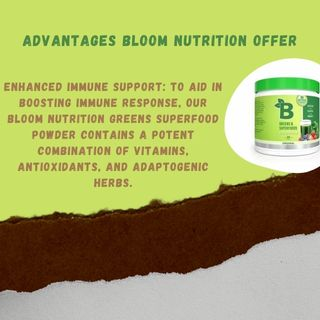 ADVANTAGES BLOOM NUTRITION OFFER
ENHANCED IMMUNE SUPPORT: TO AID IN
BOOSTING IMMUNE RESPONSE, OUR
BLOOM NUTRITION GREENS SUPERFOOD
POWDER CONTAINS A POTENT
COMBINATION OF VITAMINS,
ANTIOXIDANTS, AND ADAPTOGENIC
HERBS.
B
GREENS &
SUPERFOODS